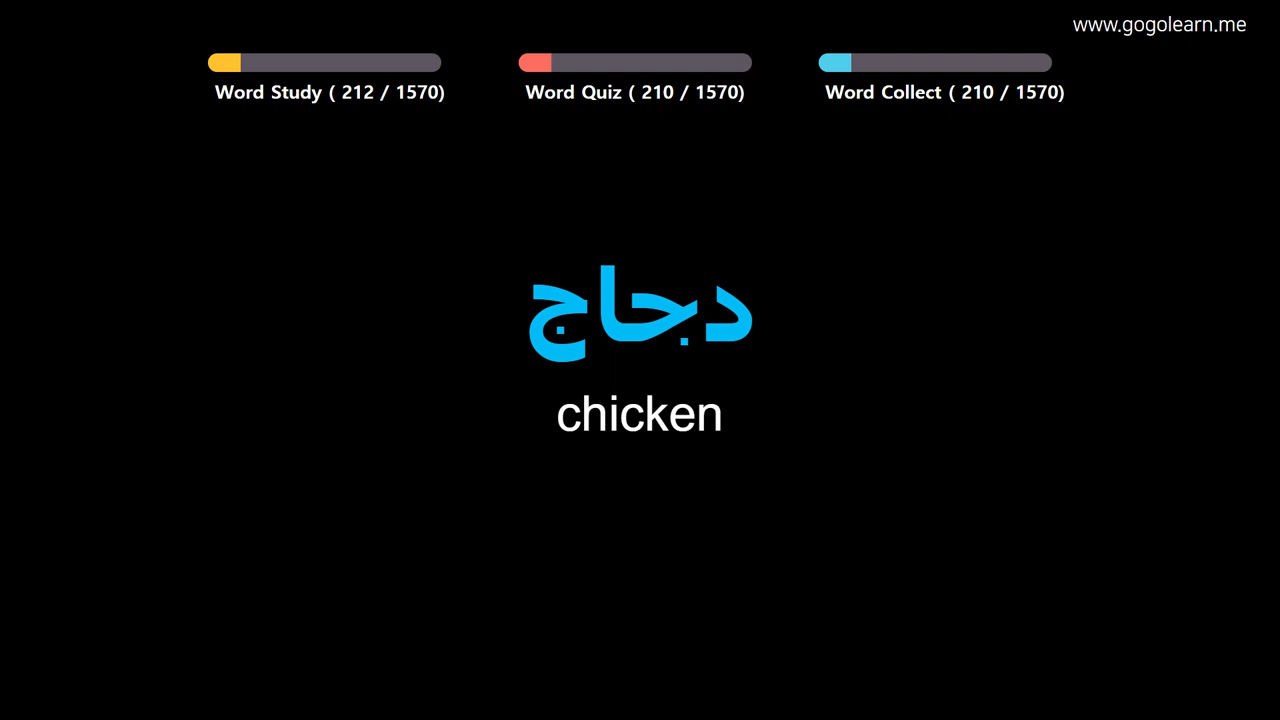 www.gogolearn.me
Word Study ( 212 / 1570)
Word Quiz ( 210 / 1570)
Word Collect ( 210 / 1570)
دجاج
chicken